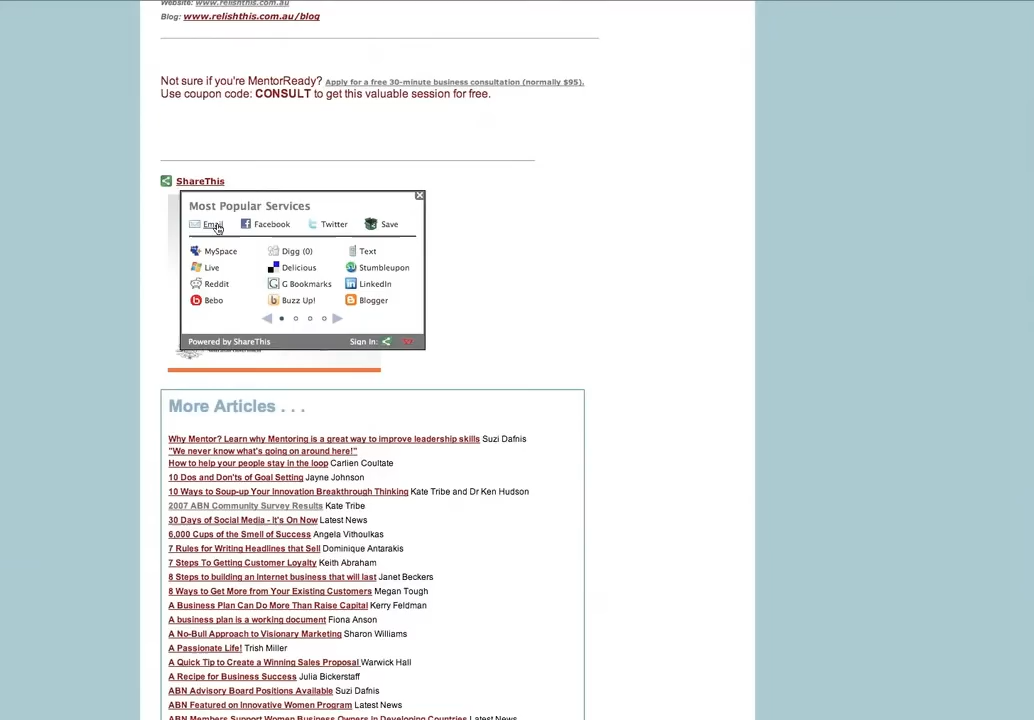 Website: www.relishthis.com.au
Blog: www.relishthis.com.au/blog
Not sure if you're MentorReady? Apply for a free 30-minute business consultation (normally $95).
Use coupon code: CONSULT to get this valuable session for free.
ShareThis
Most Popular Services
Email Facebook Twitter Save
MySpace Digg (0) Text
Live Delicious Stumbleupon
Reddit G Bookmarks LinkedIn
Bebo Buzz Up! Blogger
Powered by ShareThis Sign In:
More Articles . . .
Why Mentor? Learn why Mentoring is a great way to improve leadership skills Suzi Dafnis
"We never know what's going on around here!"
How to help your people stay in the loop Carlien Coultate
10 Dos and Don'ts of Goal Setting Jayne Johnson
10 Ways to Soup-up Your Innovation Breakthrough Thinking Kate Tribe and Dr Ken Hudson
2007 ABN Community Survey Results Kate Tribe
30 Days of Social Media - It's On Now Latest News
6,000 Cups of the Smell of Success Angela Vithoulkas
7 Rules for Writing Headlines that Sell Dominique Antarakis
7 Steps To Getting Customer Loyalty Keith Abraham
8 Steps to building an Internet business that will last Janet Beckers
8 Ways to Get More from Your Existing Customers Megan Tough
A Business Plan Can Do More Than Raise Capital Kerry Feldman
A business plan is a working document Fiona Anson
A No-Bull Approach to Visionary Marketing Sharon Williams
A Passionate Life! Trish Miller
A Quick Tip to Create a Winning Sales Proposal Warwick Hall
A Recipe for Business Success Julia Bickerstaff
ABN Advisory Board Positions Available Suzi Dafnis
ABN Featured on Innovative Women Program Latest News
ABN Members Support Women Business Owners In Developing Countries Latest News